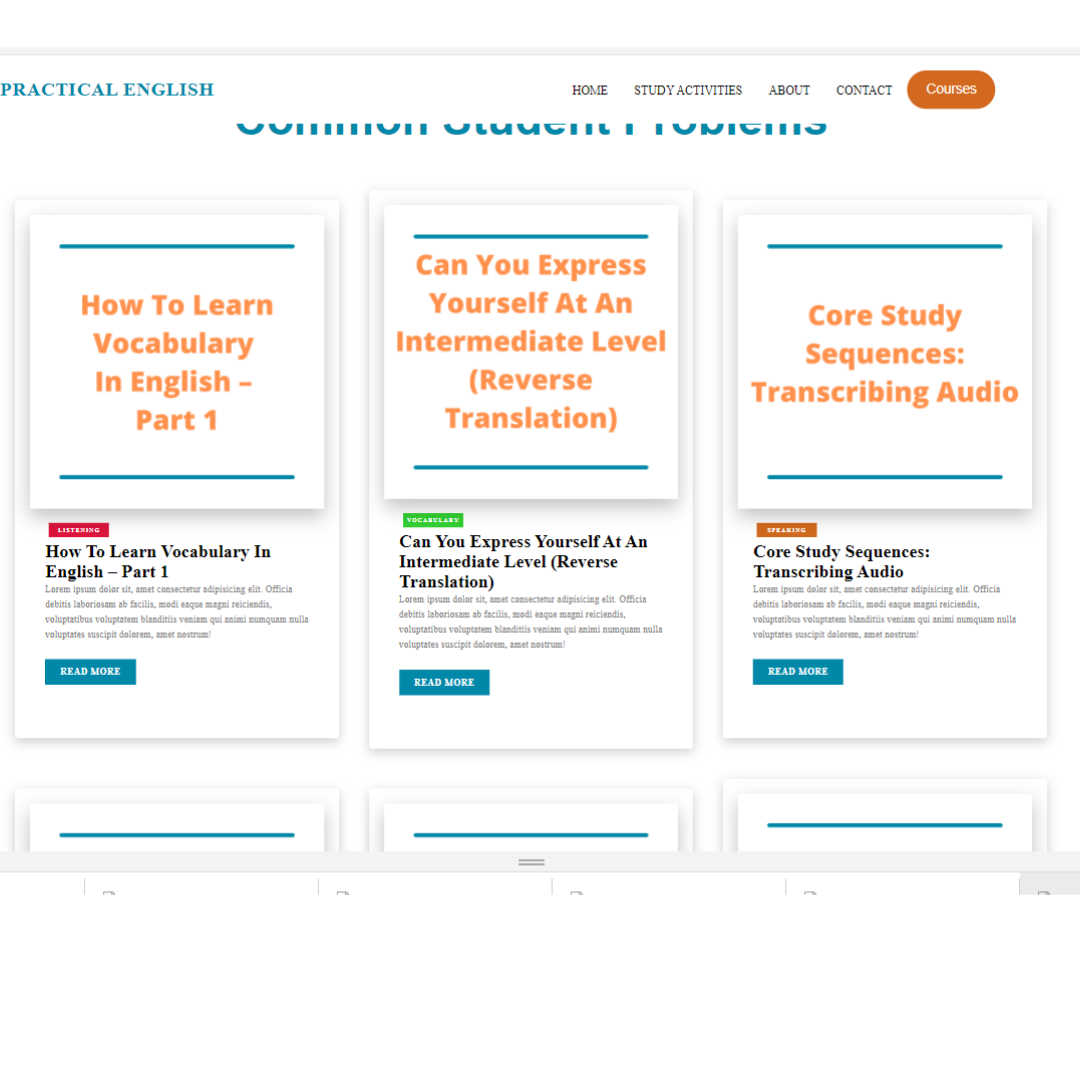 PRACTICAL ENGLISH
HOME
STUDY ACTIVITIES
ABOUT
CONTACT
Courses
Common Student Problems
How To Learn
Vocabulary
In English –
Part 1
LISTENING
How To Learn Vocabulary In
English – Part 1
Lorem ipsum dolor sit, amet consectetur adipisicing elit. Officia
debitis laboriosam ab facilis, modi eaque magni reiciendis,
voluptatibus voluptatem blanditiis veniam qui animi numquam nulla
voluptates suscipit dolorem, amet nostrum!
READ MORE
Can You Express
Yourself At An
Intermediate Level
(Reverse
Translation)
VOCABULARY
Can You Express Yourself At An
Intermediate Level (Reverse
Translation)
Lorem ipsum dolor sit, amet consectetur adipisicing elit. Officia
debitis laboriosam ab facilis, modi eaque magni reiciendis,
voluptatibus voluptatem blanditiis veniam qui animi numquam nulla
voluptates suscipit dolorem, amet nostrum!
READ MORE
Core Study
Sequences:
Transcribing Audio
SPEAKING
Core Study Sequences:
Transcribing Audio
Lorem ipsum dolor sit, amet consectetur adipisicing elit. Officia
debitis laboriosam ab facilis, modi eaque magni reiciendis,
voluptatibus voluptatem blanditiis veniam qui animi numquam nulla
voluptates suscipit dolorem, amet nostrum!
READ MORE